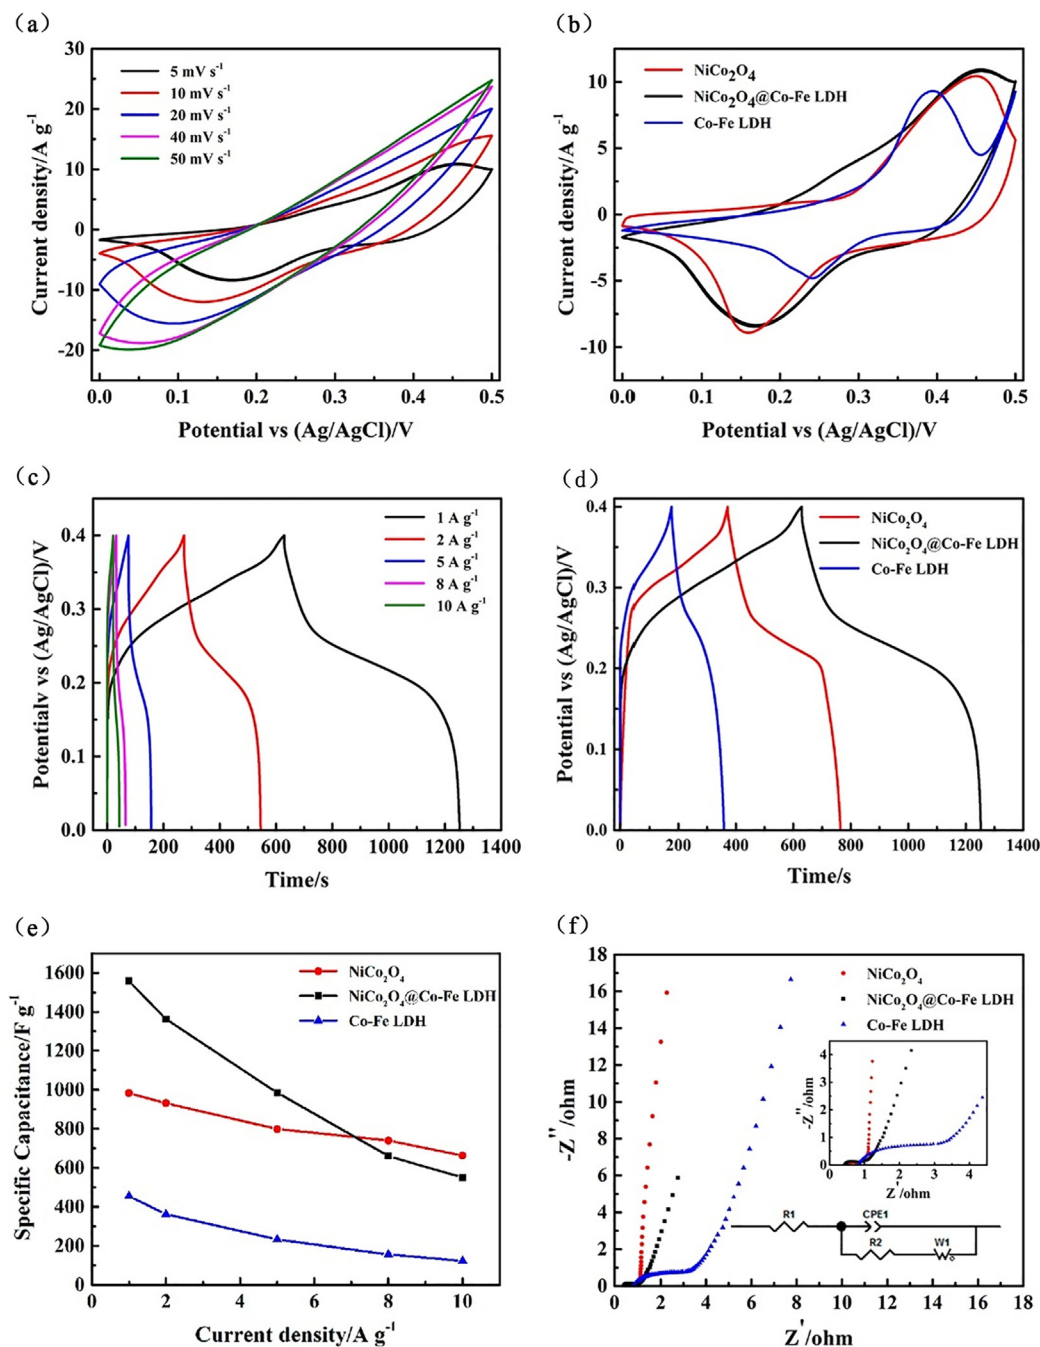 (a)
30
20
10
0
-10
-20
Current density/A g-1
5 mV s-1
10 mV s-1
20 mV s-1
40 mV s-1
50 mV s-1
0.0 0.1 0.2 0.3 0.4 0.5
Potential vs (Ag/AgCl)/V
(b)
10
5
0
-5
-10
Current density/A g-1
NiCo2O4
NiCo2O4@Co-Fe LDH
Co-Fe LDH
0.0 0.1 0.2 0.3 0.4 0.5
Potential vs (Ag/AgCl)/V
(c)
0.4
0.3
0.2
0.1
0.0
Potentialv vs (Ag/AgCl)/V
1 A g-1
2 A g-1
5 A g-1
8 A g-1
10 A g-1
0 200 400 600 800 1000 1200 1400
Time/s
(d)
0.4
0.3
0.2
0.1
0.0
Potential vs (Ag/AgCl)/V
NiCo2O4
NiCo2O4@Co-Fe LDH
Co-Fe LDH
0 200 400 600 800 1000 1200 1400
Time/s
(e)
1600
1400
1200
1000
800
600
400
200
0
Specific Capacitance/F g-1
NiCo2O4
NiCo2O4@Co-Fe LDH
Co-Fe LDH
0 2 4 6 8 10
Current density/A g-1
(f)
18
16
14
12
10
8
6
4
2
0
-Z''/ohm
NiCo2O4
NiCo2O4@Co-Fe LDH
Co-Fe LDH
4
3
2
1
0
-Z''/ohm
0 1 2 3 4
Z'/ohm
R1 CPE1
R2 W1
0 2 4 6 8 10 12 14 16 18
Z'/ohm